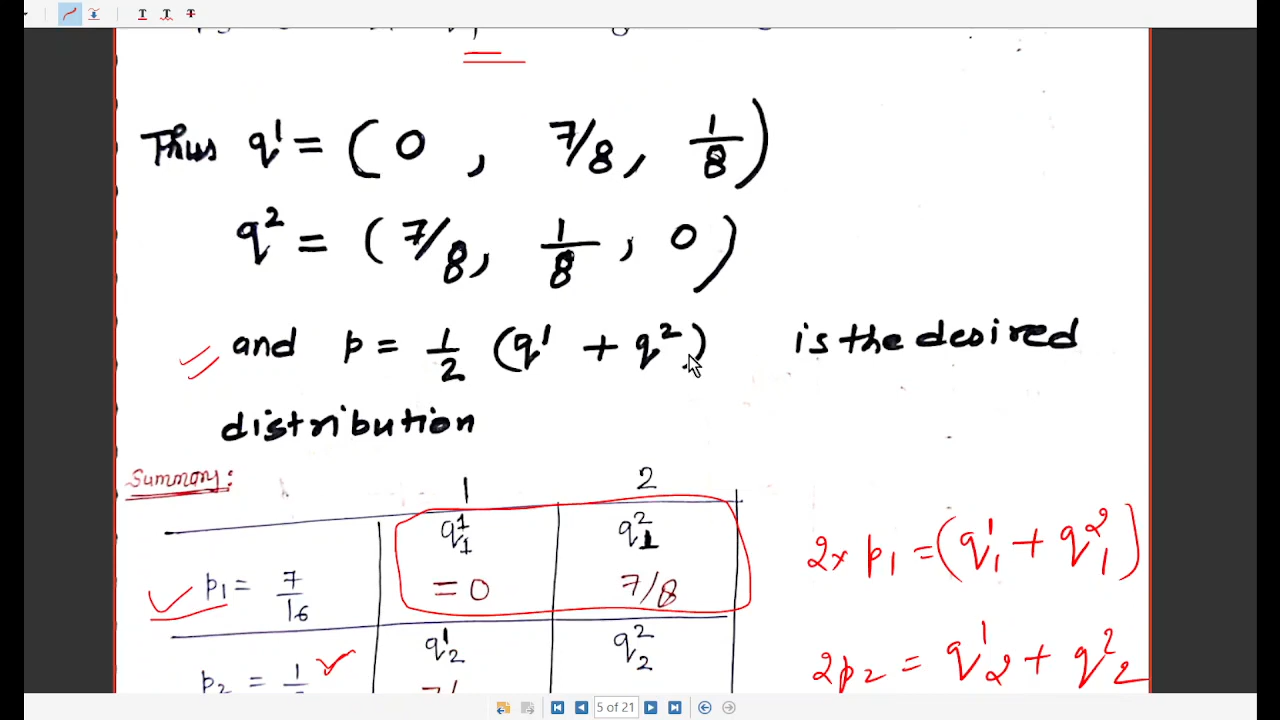 Thus q¹ = ( 0 , 7/8 , 1/8 )
q² = ( 7/8 , 1/8 , 0 )
and p = 1/2 ( q¹ + q² ) is the desired
distribution
Summary:
1 2
q¹₁ q²₁
p₁ = 7/16 = 0 7/8
2 x p₁ = ( q¹₁ + q²₁ )
q¹₂ q²₂
p₂ =
2p₂ = q¹₂ + q²₂
5 of 21